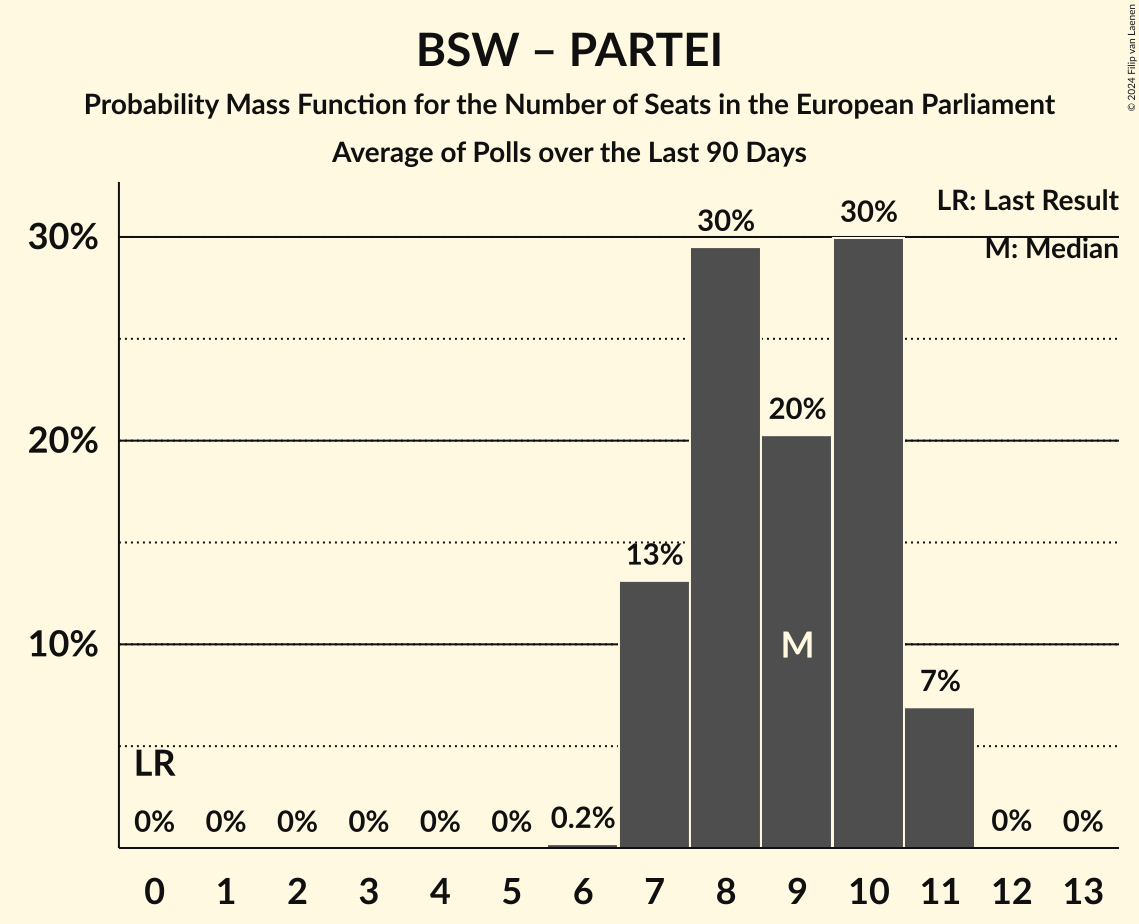 BSW – PARTEI
Probability Mass Function for the Number of Seats in the European Parliament
Average of Polls over the Last 90 Days
© 2024 Filip van Laenen
LR: Last Result
M: Median
30%
20%
10%
LR
M
0% 0% 0% 0% 0% 0% 0.2% 13% 30% 20% 30% 7% 0% 0%
0 1 2 3 4 5 6 7 8 9 10 11 12 13